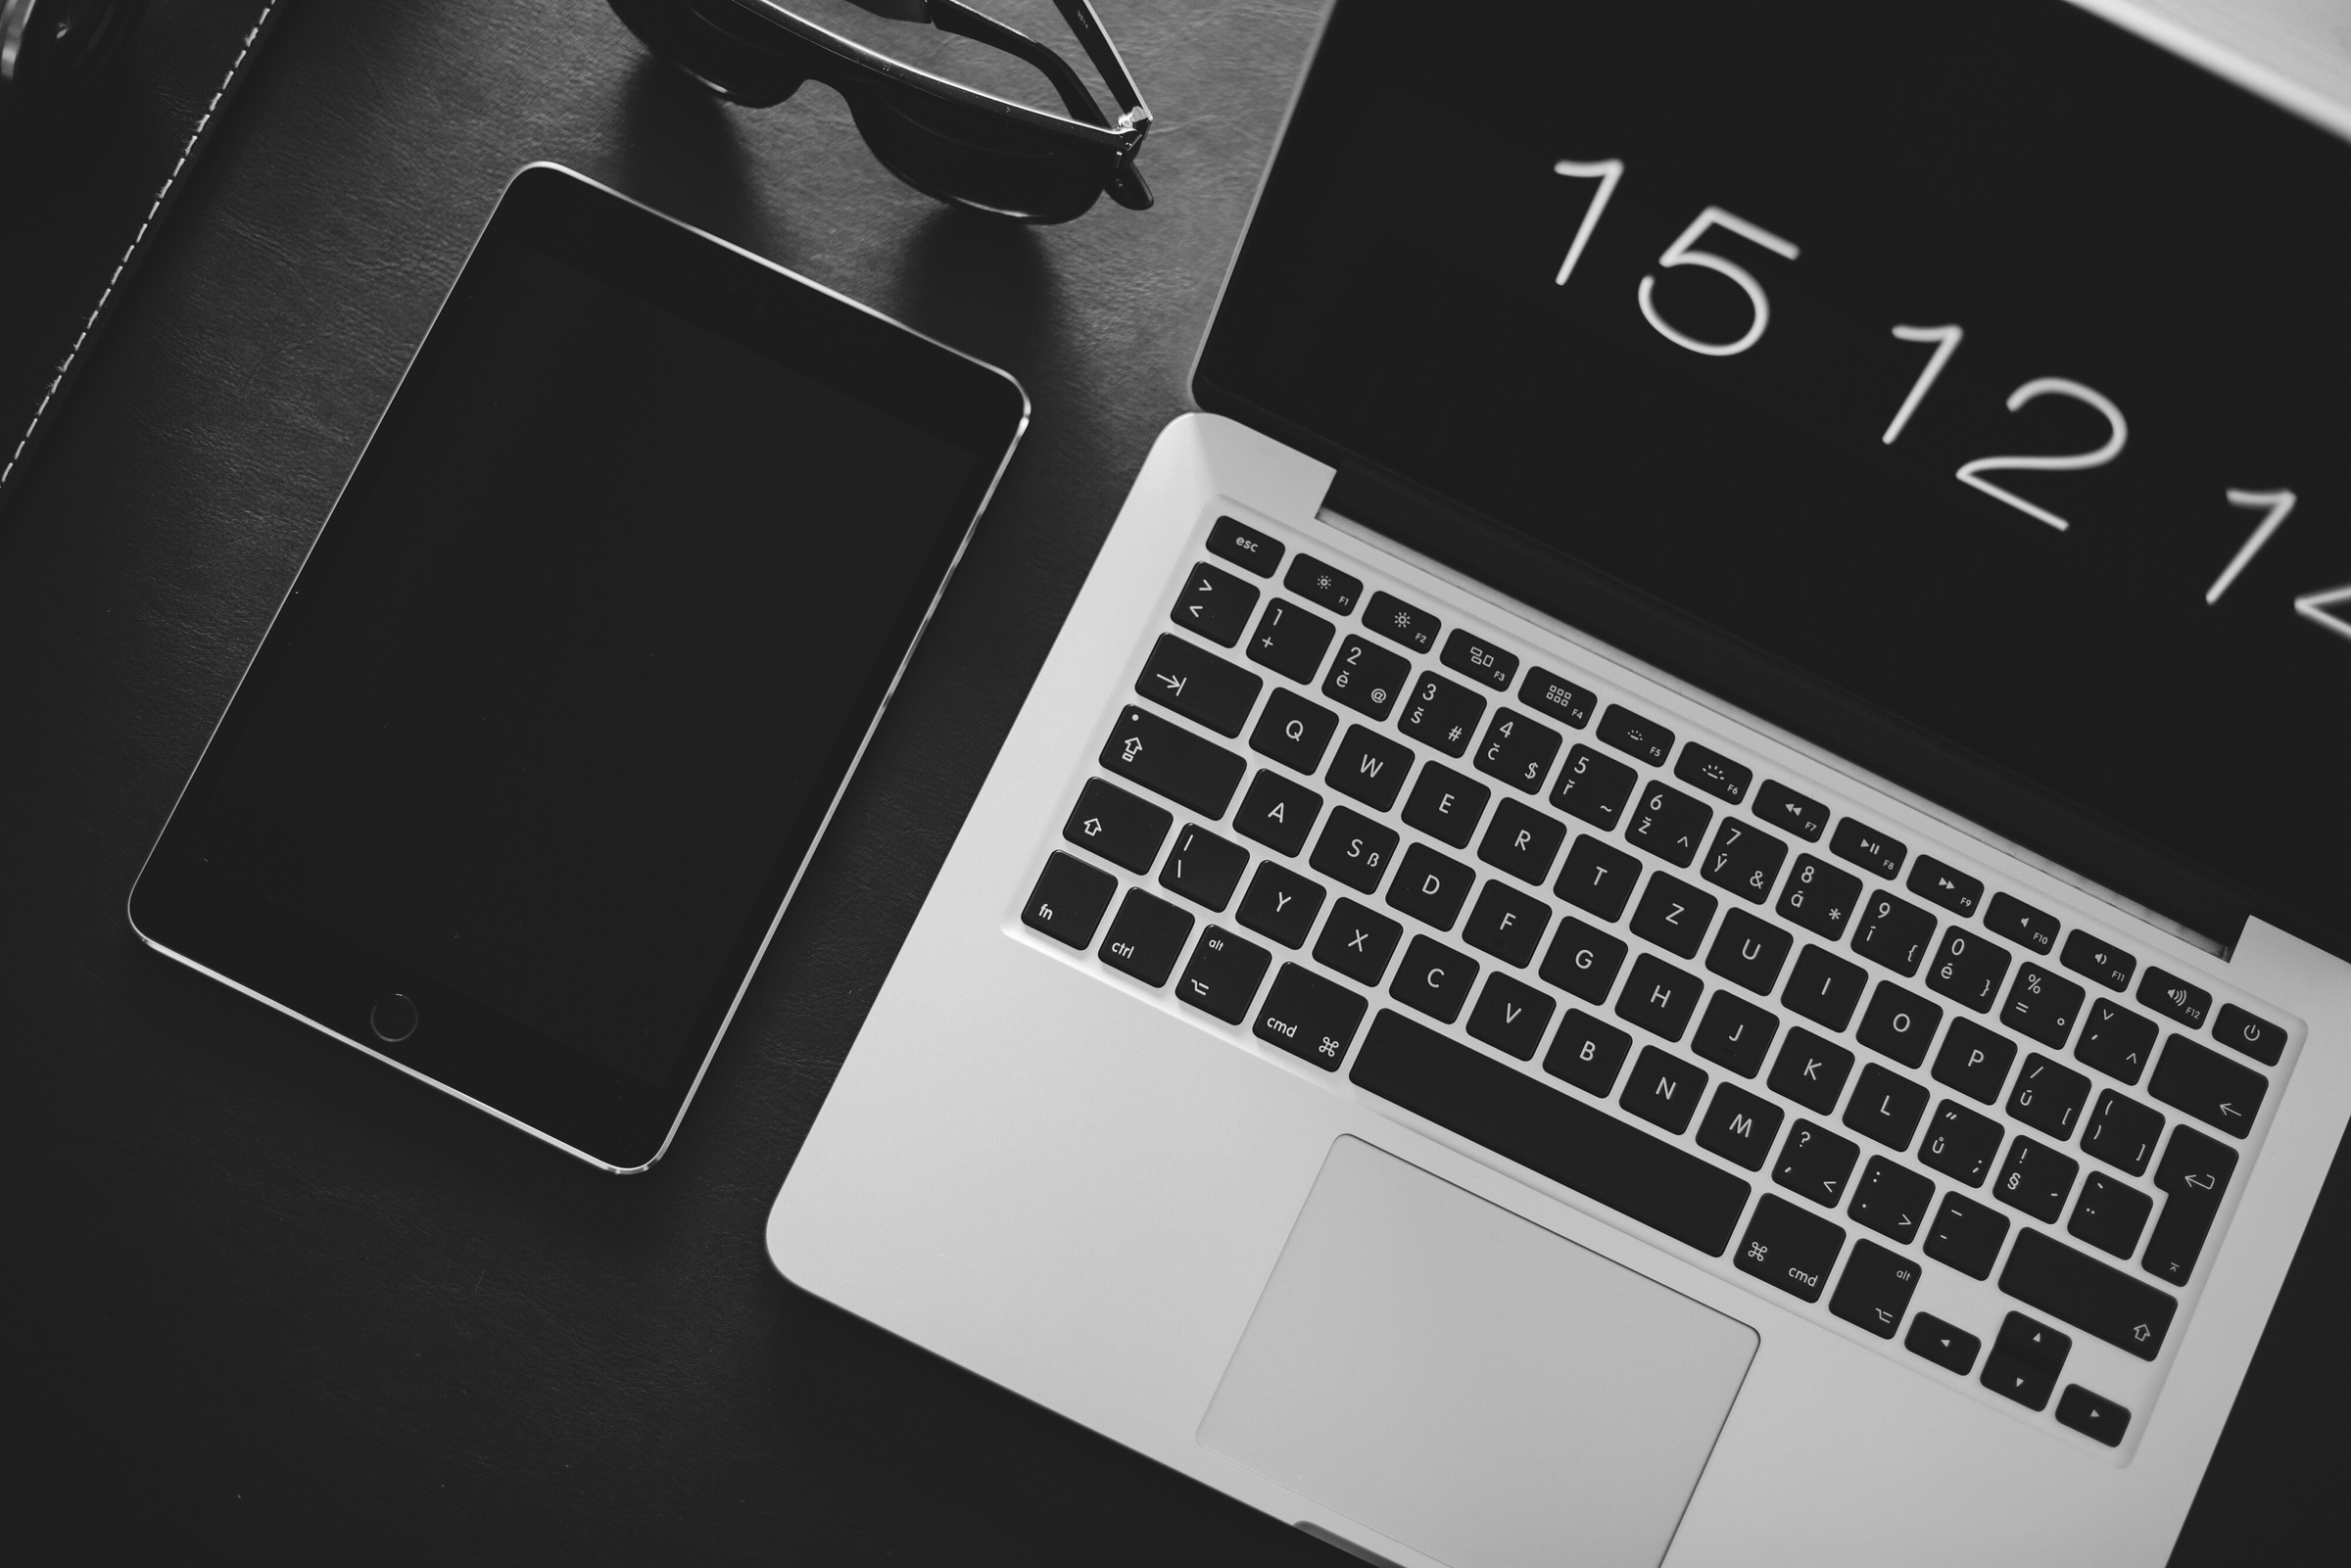 15 12 1
esc F1 F2 F3 F4 F5 F6 F7 F8 F9 F10 F11 F12
> < 1 + 2 ě @ 3 š # 4 č $ 5 ř ~ 6 ž ^ 7 ý & 8 á * 9 í { 0 é } % = ° ˇ ´ ^ ←
→| Q W E R T Z U I O P / ú [ ( ) ]
A S ß D F G H J K L " ů ; ! § - ` ¨
| \ Y X C V B N M ? , < : . > _ -
fn ctrl alt ⌥ cmd ⌘ ⌘ cmd alt ⌥